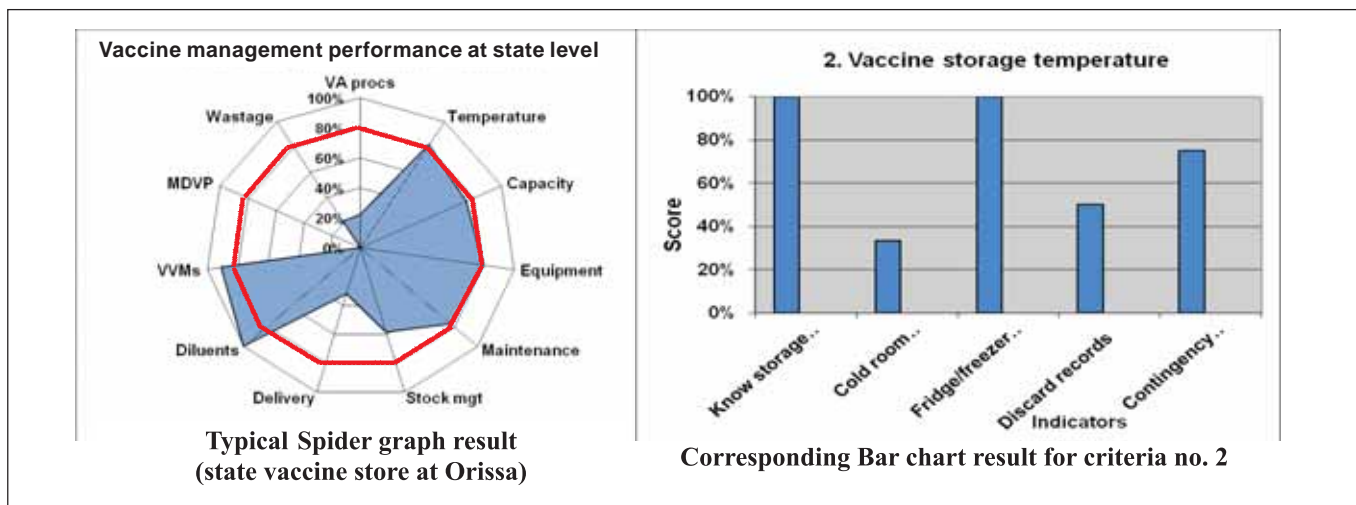 Vaccine management performance at state level
VA procs
100%
80%
60%
40%
20%
0%
Temperature
Capacity
Equipment
Maintenance
Stock mgt
Delivery
Diluents
VVMs
MDVP
Wastage
Typical Spider graph result
(state vaccine store at Orissa)
2. Vaccine storage temperature
Score
100%
80%
60%
40%
20%
0%
Know storage..
Cold room..
Fridge/freezer..
Discard records
Contingency..
Indicators
Corresponding Bar chart result for criteria no. 2